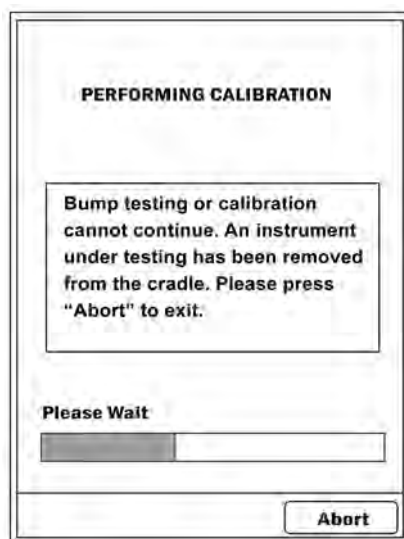 PERFORMING CALIBRATION
Bump testing or calibration
cannot continue. An instrument
under testing has been removed
from the cradle. Please press
“Abort” to exit.
Please Wait
Abort